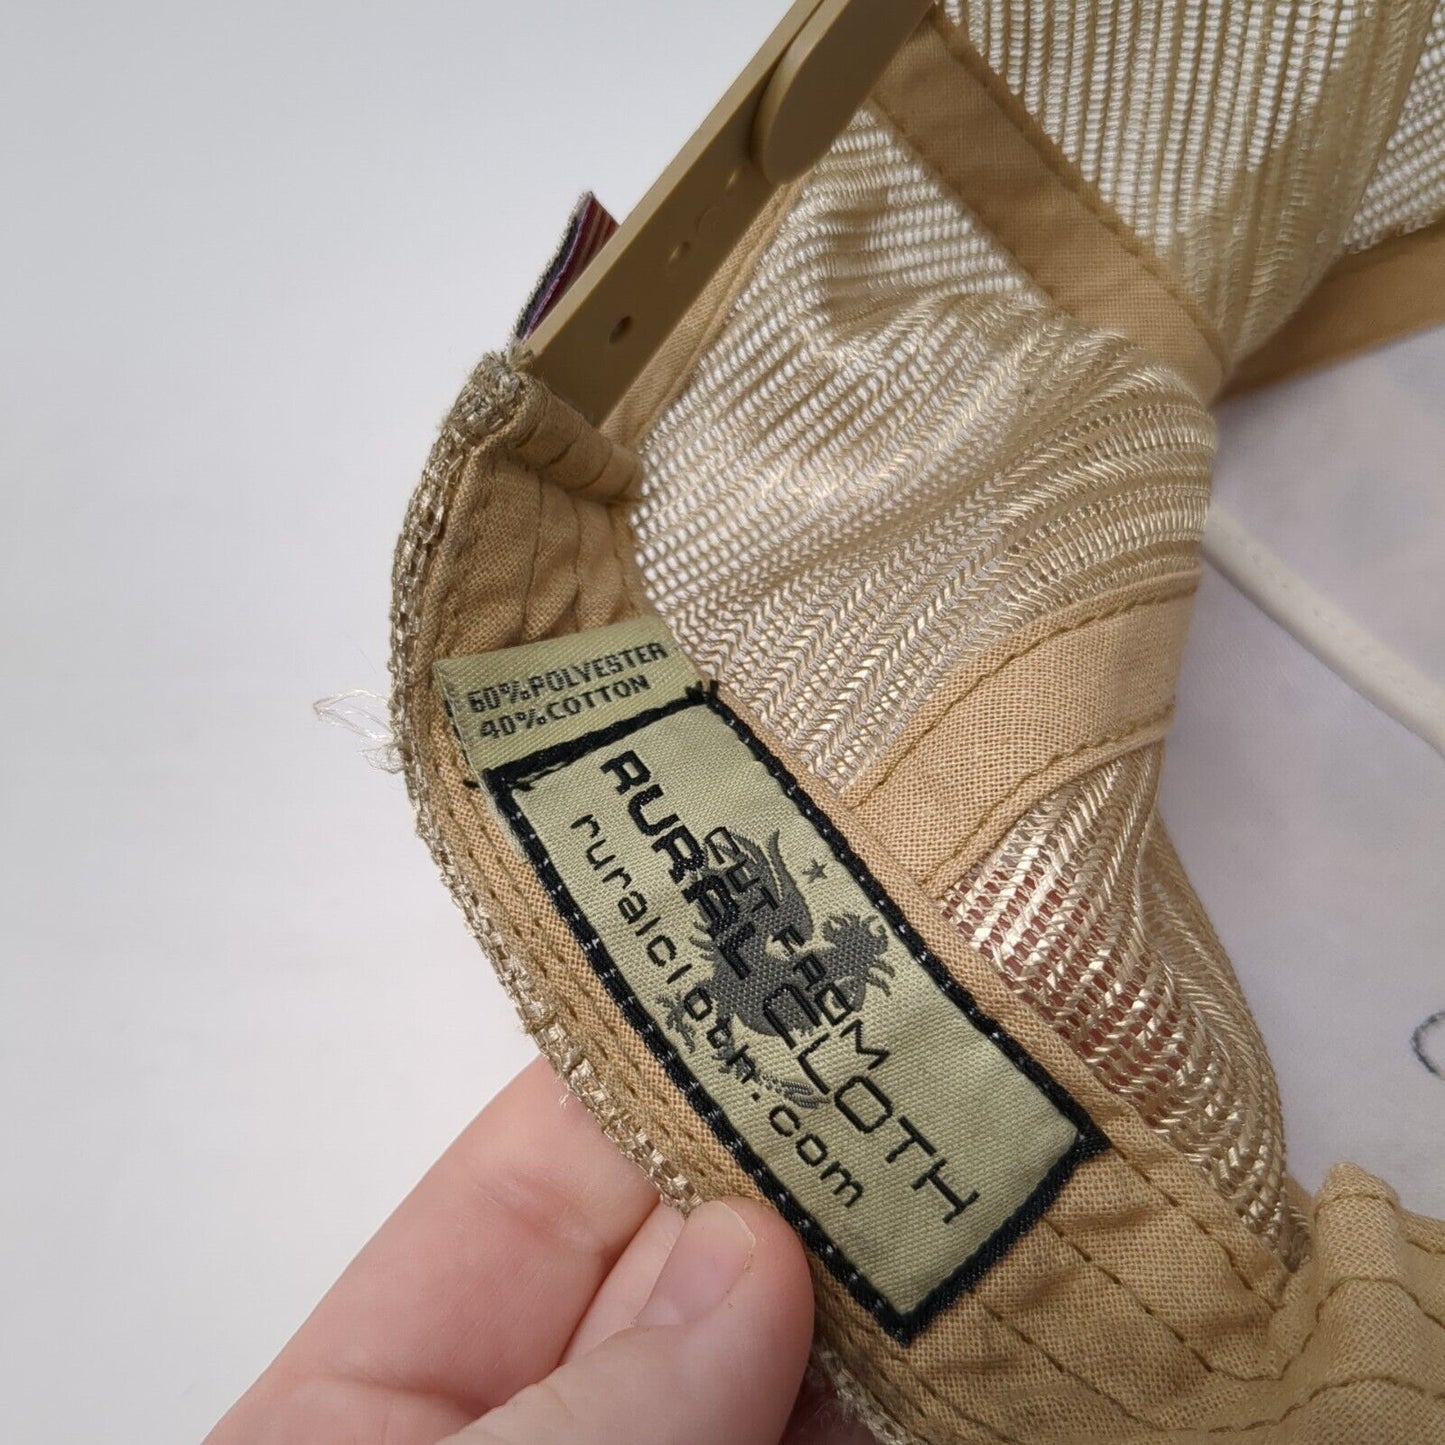 60%POLYESTER
40%COTTON
CUT FROM
RURAL CLOTH
ruralcloth.com